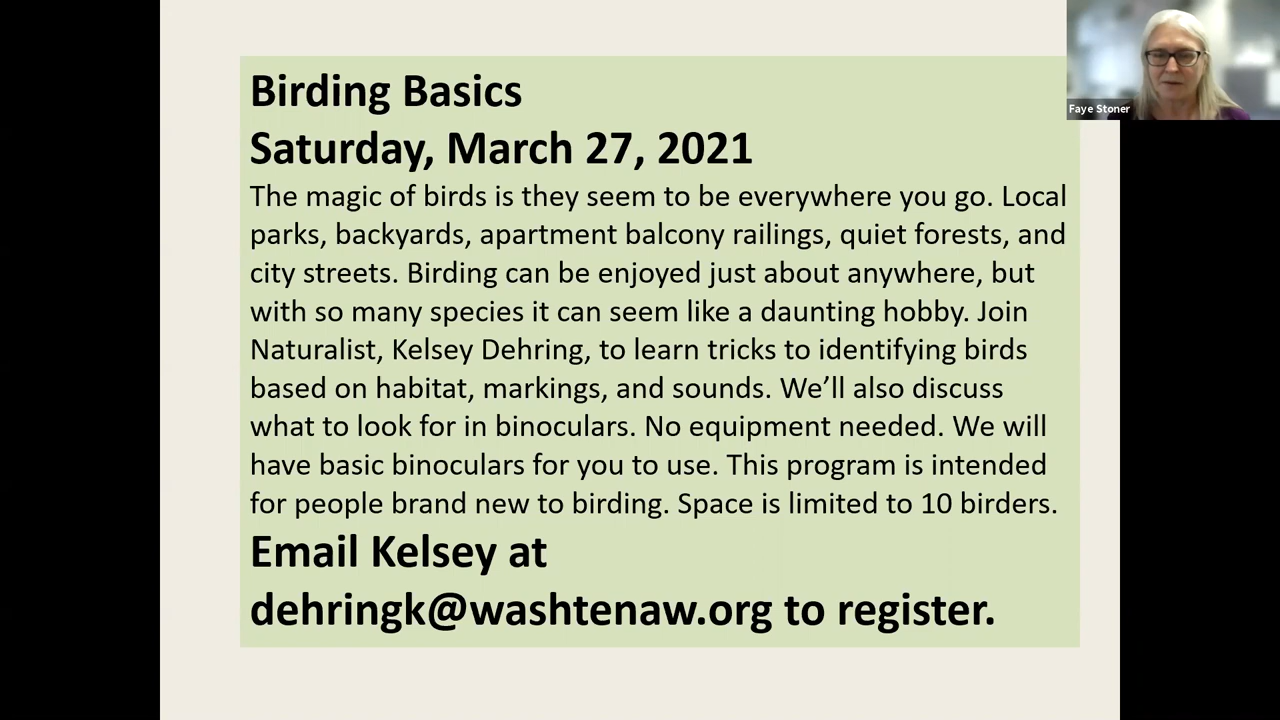 Birding Basics
Saturday, March 27, 2021
The magic of birds is they seem to be everywhere you go. Local
parks, backyards, apartment balcony railings, quiet forests, and
city streets. Birding can be enjoyed just about anywhere, but
with so many species it can seem like a daunting hobby. Join
Naturalist, Kelsey Dehring, to learn tricks to identifying birds
based on habitat, markings, and sounds. We’ll also discuss
what to look for in binoculars. No equipment needed. We will
have basic binoculars for you to use. This program is intended
for people brand new to birding. Space is limited to 10 birders.
Email Kelsey at
dehringk@washtenaw.org to register.
Faye Stoner